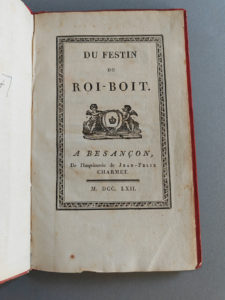 DU FESTIN
DU
ROI-BOIT.
A BESANÇON,
De l'Imprimerie de JEAN-FELIX
CHARMET.
M. DCC. LXII.